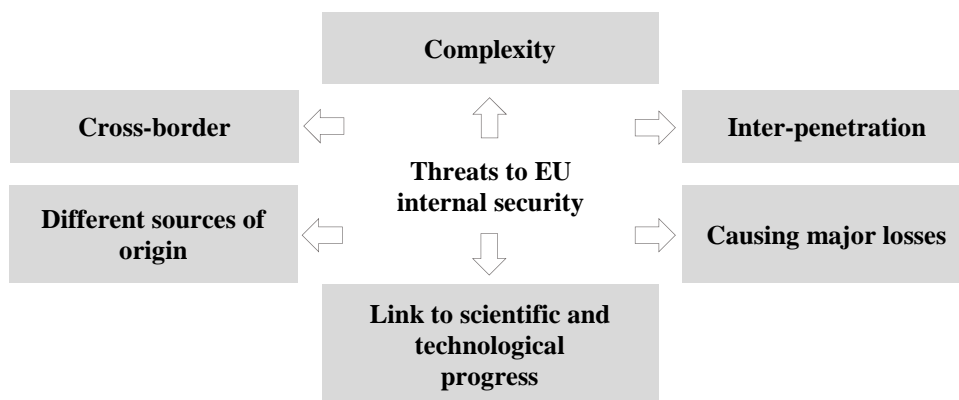 Complexity
Cross-border
Inter-penetration
Threats to EU
internal security
Different sources of
origin
Causing major losses
Link to scientific and
technological
progress